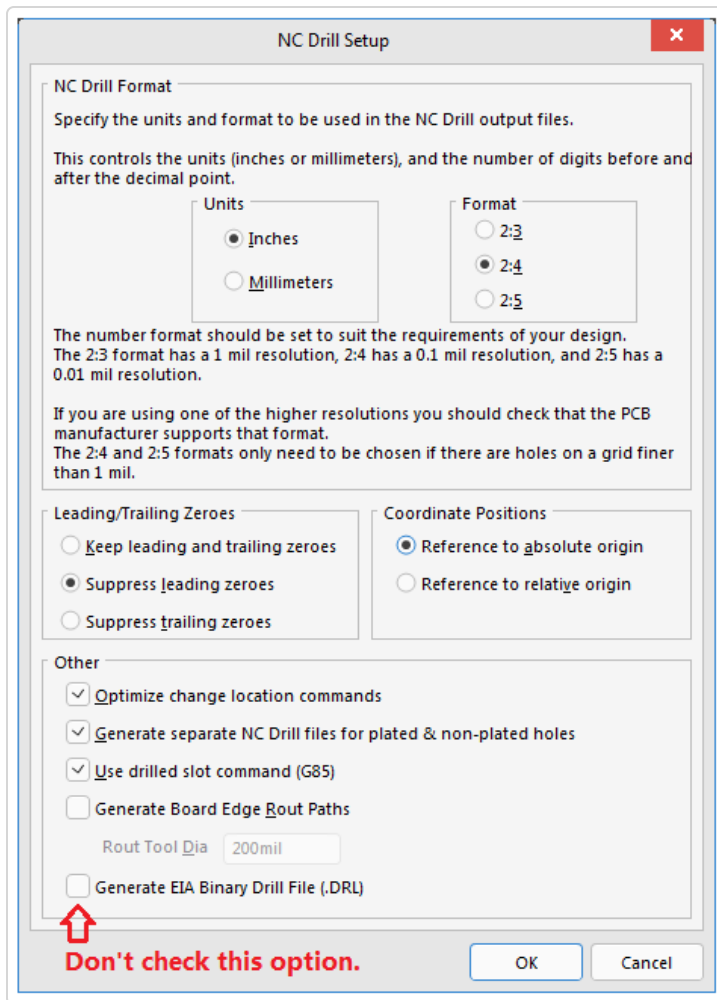 NC Drill Setup
NC Drill Format
Specify the units and format to be used in the NC Drill output files.
This controls the units (inches or millimeters), and the number of digits before and
after the decimal point.
Units
Inches
Millimeters
Format
2:3
2:4
2:5
The number format should be set to suit the requirements of your design.
The 2:3 format has a 1 mil resolution, 2:4 has a 0.1 mil resolution, and 2:5 has a
0.01 mil resolution.
If you are using one of the higher resolutions you should check that the PCB
manufacturer supports that format.
The 2:4 and 2:5 formats only need to be chosen if there are holes on a grid finer
than 1 mil.
Leading/Trailing Zeroes
Keep leading and trailing zeroes
Suppress leading zeroes
Suppress trailing zeroes
Coordinate Positions
Reference to absolute origin
Reference to relative origin
Other
Optimize change location commands
Generate separate NC Drill files for plated & non-plated holes
Use drilled slot command (G85)
Generate Board Edge Rout Paths
Rout Tool Dia 200mil
Generate EIA Binary Drill File (.DRL)
Don't check this option.
OK Cancel